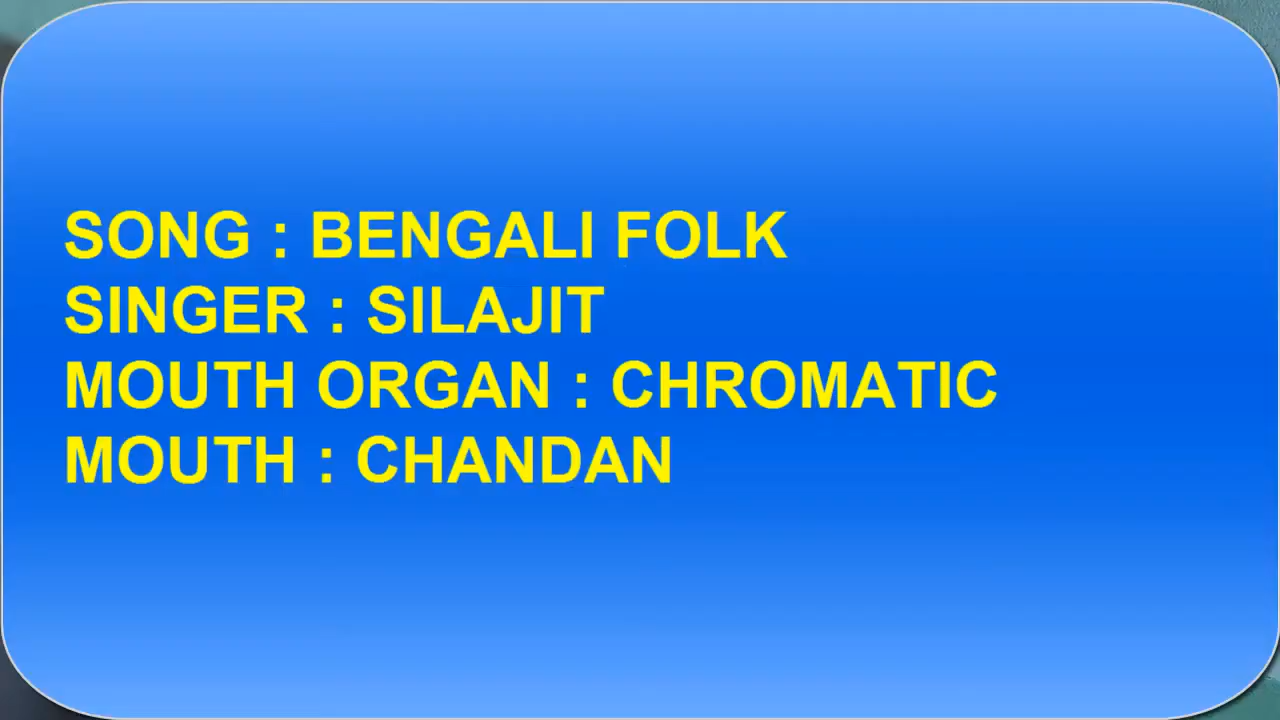 SONG : BENGALI FOLK
SINGER : SILAJIT
MOUTH ORGAN : CHROMATIC
MOUTH : CHANDAN